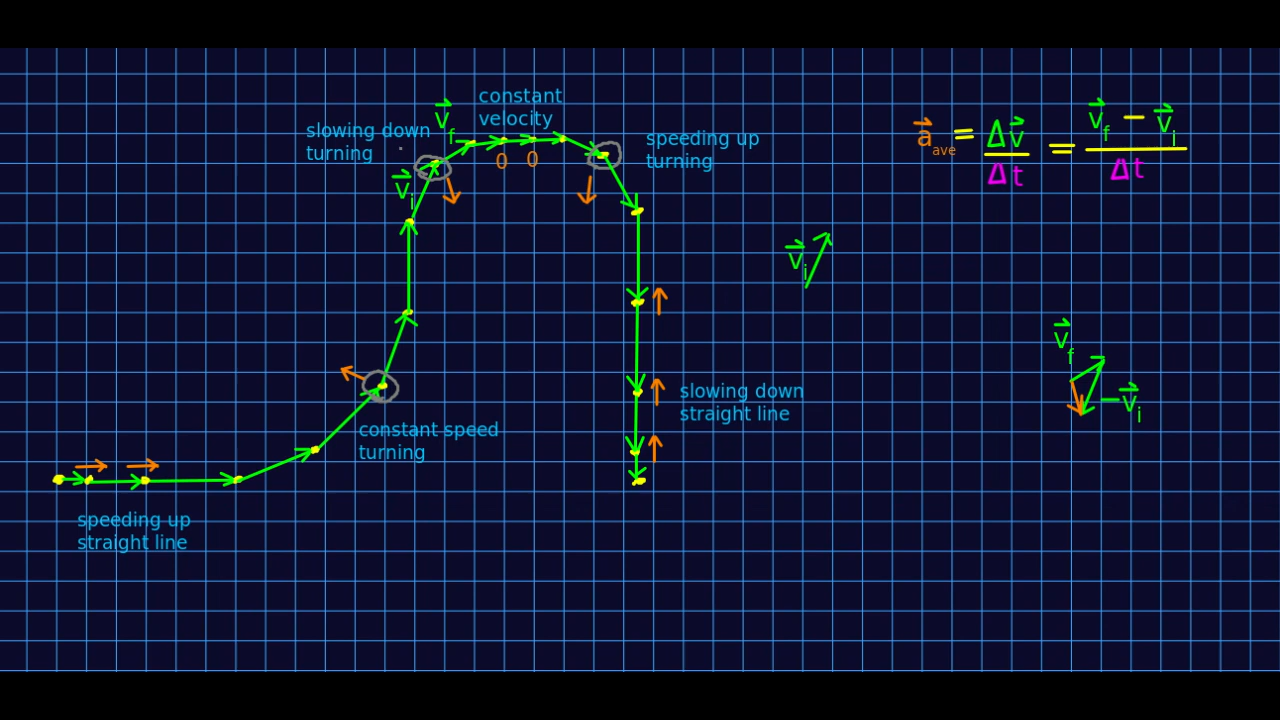 constant
velocity
slowing down
turning
v⃗f
v⃗i
0 0
speeding up
turning
a⃗ave = Δv⃗ / Δt = v⃗f − v⃗i / Δt
v⃗i
v⃗f
−v⃗i
slowing down
straight line
constant speed
turning
speeding up
straight line